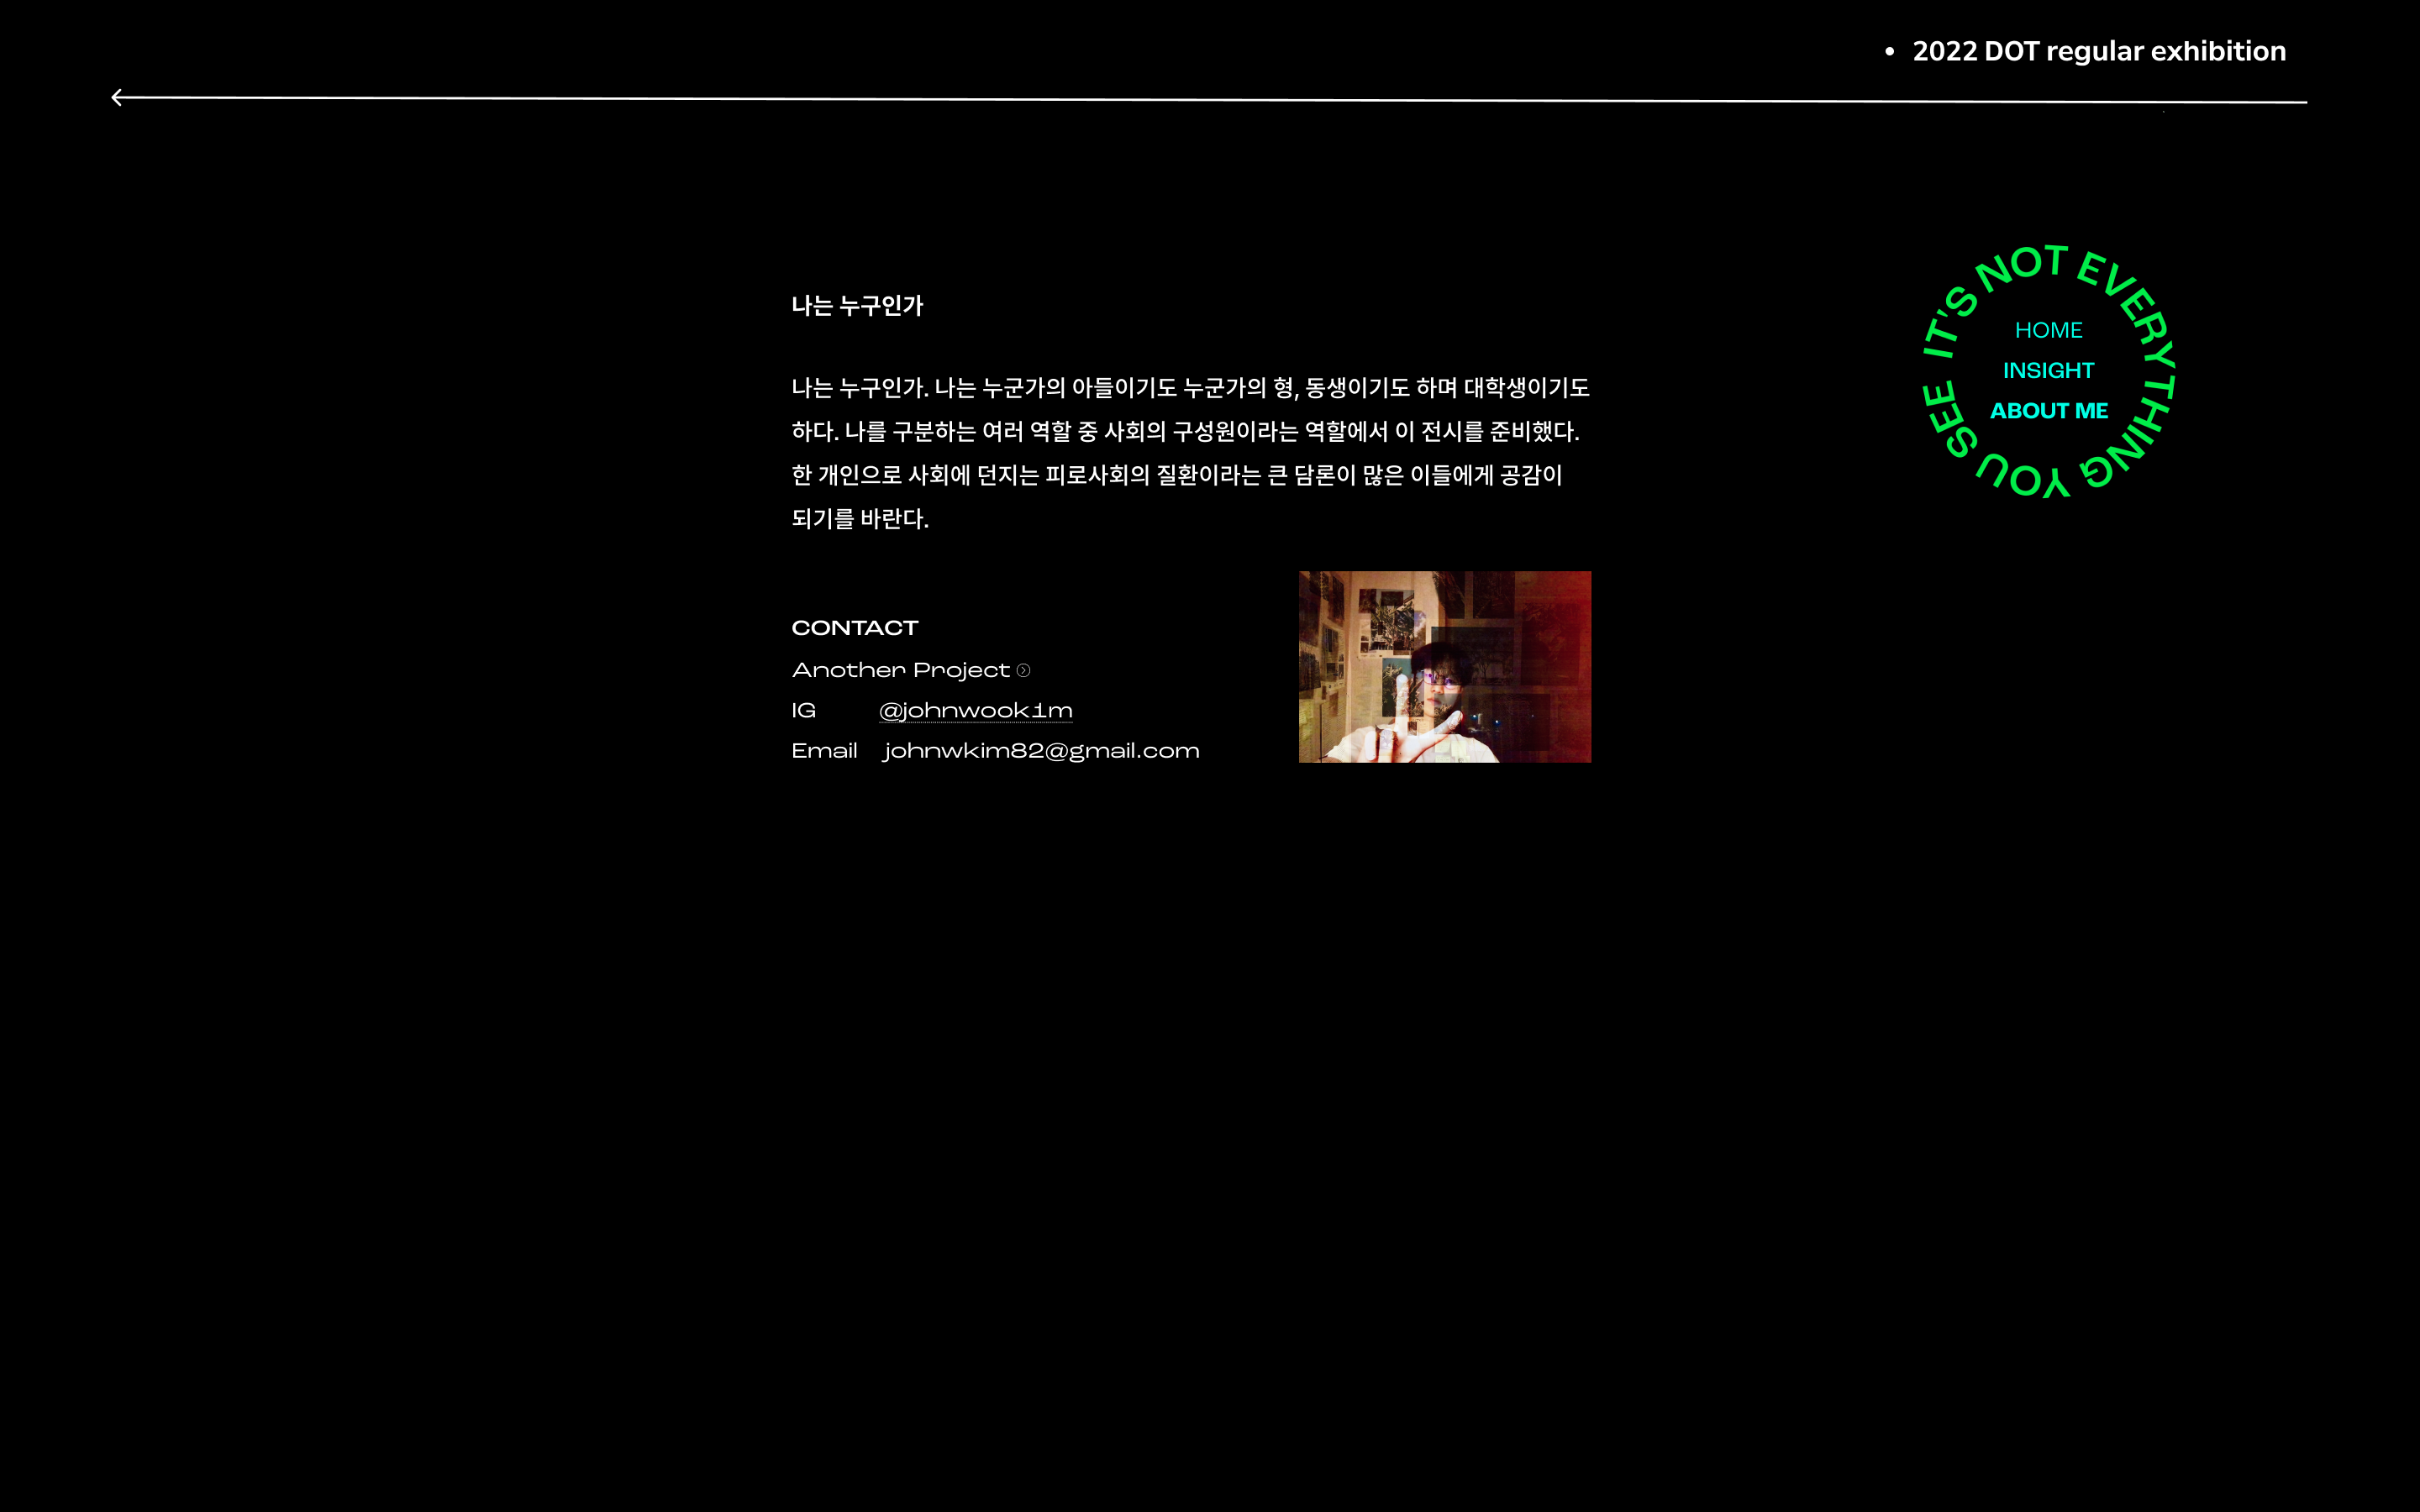 • 2022 DOT regular exhibition
IT'S NOT EVERYTHING YOU SEE
HOME
INSIGHT
ABOUT ME
나는 누구인가
나는 누구인가. 나는 누군가의 아들이기도 누군가의 형, 동생이기도 하며 대학생이기도
하다. 나를 구분하는 여러 역할 중 사회의 구성원이라는 역할에서 이 전시를 준비했다.
한 개인으로 사회에 던지는 피로사회의 질환이라는 큰 담론이 많은 이들에게 공감이
되기를 바란다.
CONTACT
Another Project
IG @johnwook1m
Email johnwkim82@gmail.com